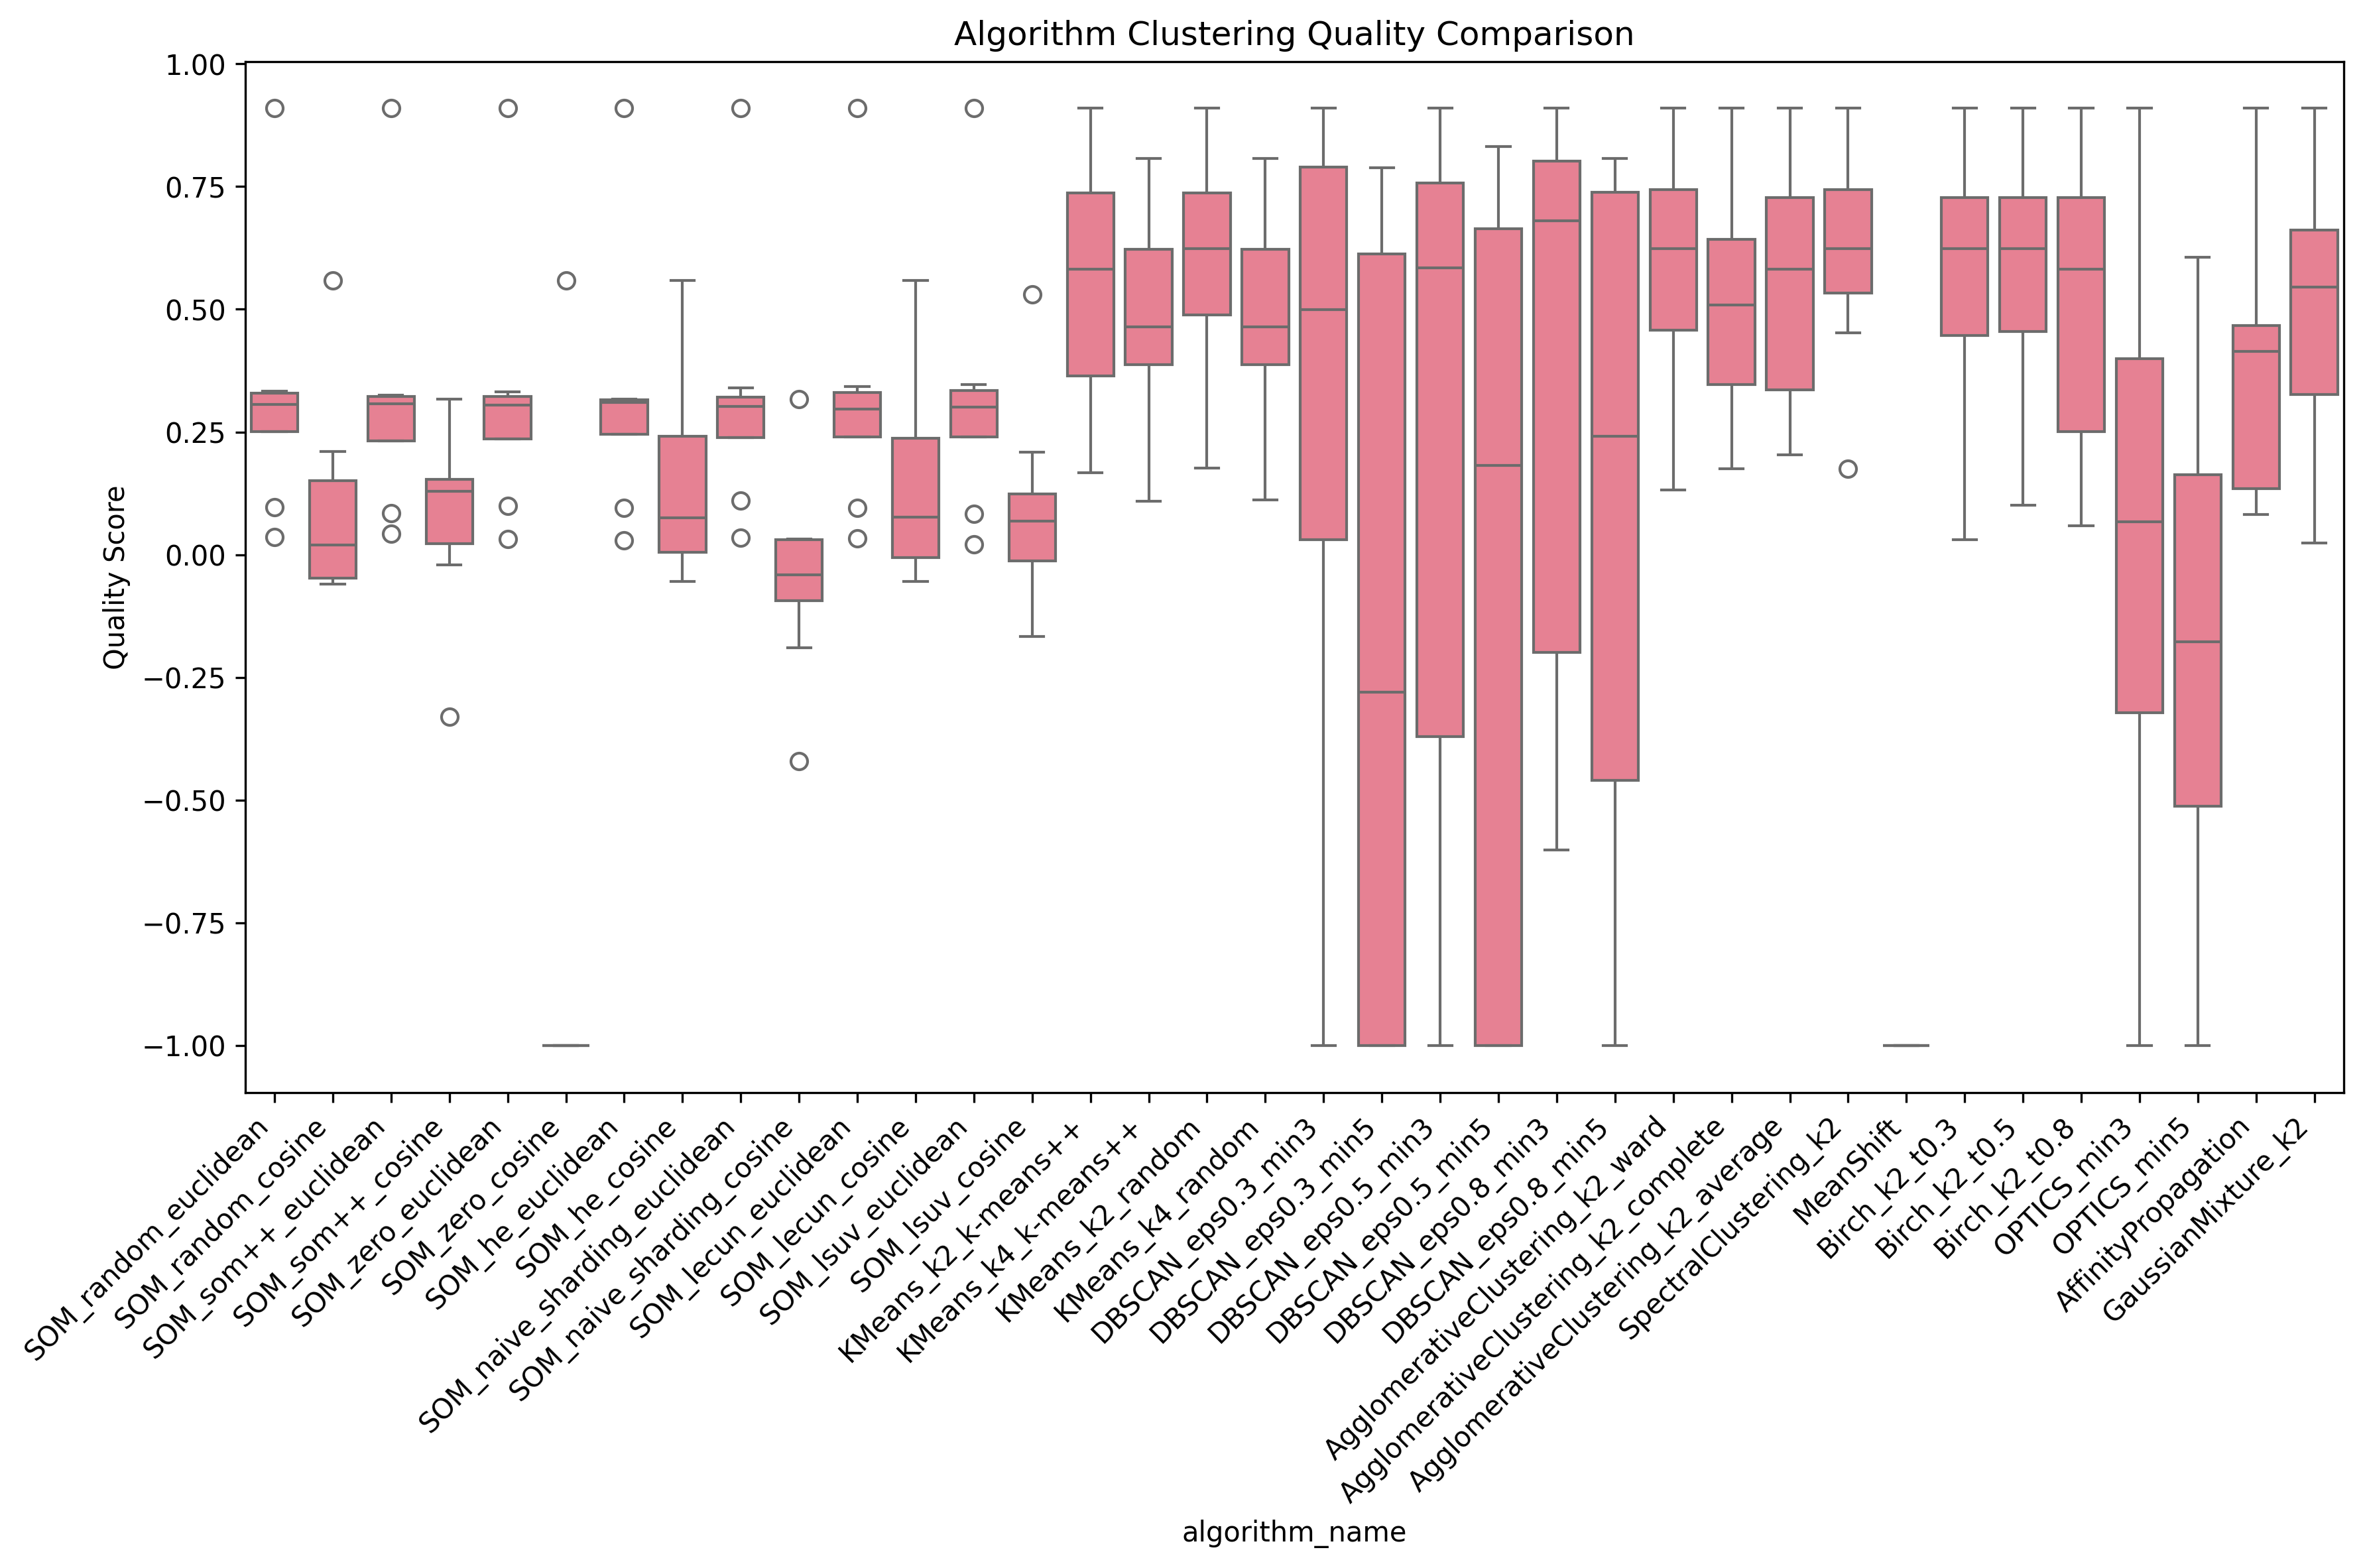 Algorithm Clustering Quality Comparison
Quality Score
1.00
0.75
0.50
0.25
0.00
−0.25
−0.50
−0.75
−1.00
SOM_random_euclidean
SOM_random_cosine
SOM_som++_euclidean
SOM_som++_cosine
SOM_zero_euclidean
SOM_zero_cosine
SOM_he_euclidean
SOM_he_cosine
SOM_naive_sharding_euclidean
SOM_naive_sharding_cosine
SOM_lecun_euclidean
SOM_lecun_cosine
SOM_lsuv_euclidean
SOM_lsuv_cosine
KMeans_k2_k-means++
KMeans_k4_k-means++
KMeans_k2_random
KMeans_k4_random
DBSCAN_eps0.3_min3
DBSCAN_eps0.3_min5
DBSCAN_eps0.5_min3
DBSCAN_eps0.5_min5
DBSCAN_eps0.8_min3
DBSCAN_eps0.8_min5
AgglomerativeClustering_k2_ward
AgglomerativeClustering_k2_complete
AgglomerativeClustering_k2_average
SpectralClustering_k2
MeanShift
Birch_k2_t0.3
Birch_k2_t0.5
Birch_k2_t0.8
OPTICS_min3
OPTICS_min5
AffinityPropagation
GaussianMixture_k2
algorithm_name